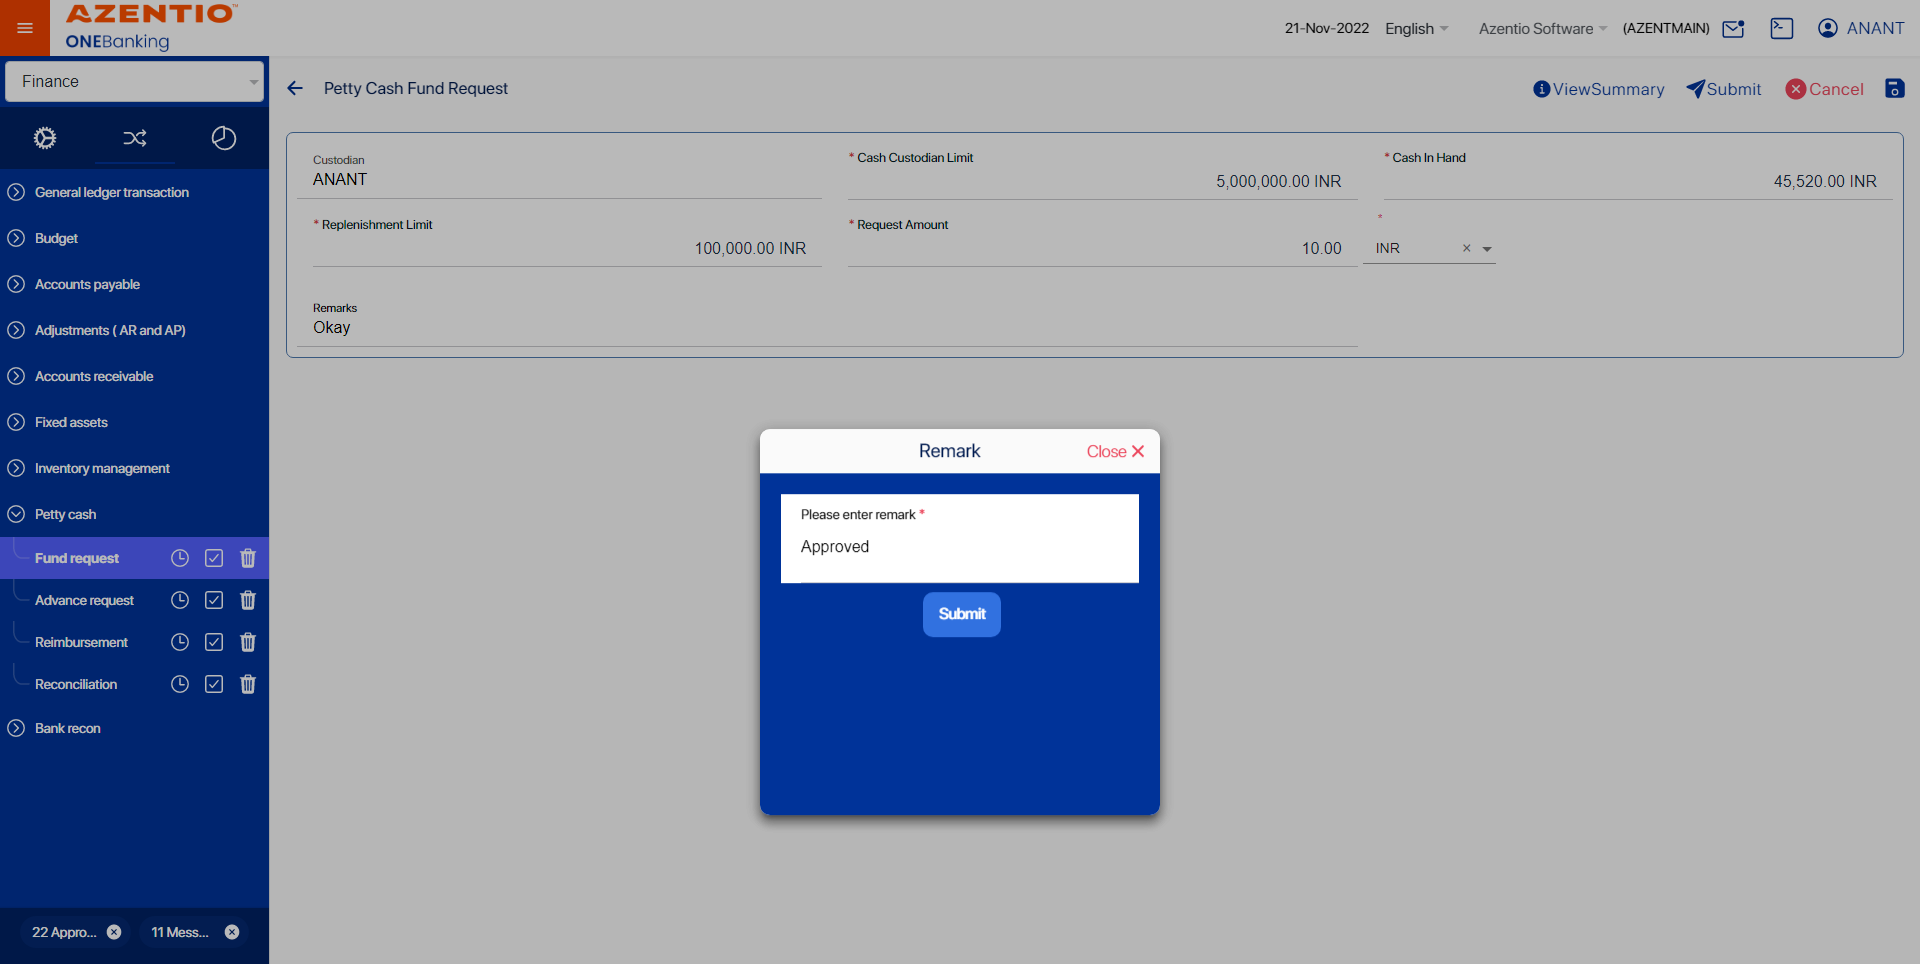 AZENTIO™
ONEBanking
21-Nov-2022
English
Azentio Software
(AZENTMAIN)
ANANT
Finance
Petty Cash Fund Request
ViewSummary
Submit
Cancel
Custodian
ANANT
* Cash Custodian Limit
5,000,000.00 INR
* Cash In Hand
45,520.00 INR
* Replenishment Limit
100,000.00 INR
* Request Amount
10.00
*
INR
Remarks
Okay
General ledger transaction
Budget
Accounts payable
Adjustments ( AR and AP)
Accounts receivable
Fixed assets
Inventory management
Petty cash
Fund request
Advance request
Reimbursement
Reconciliation
Bank recon
22 Appro...
11 Mess...
Remark
Close
Please enter remark *
Approved
Submit